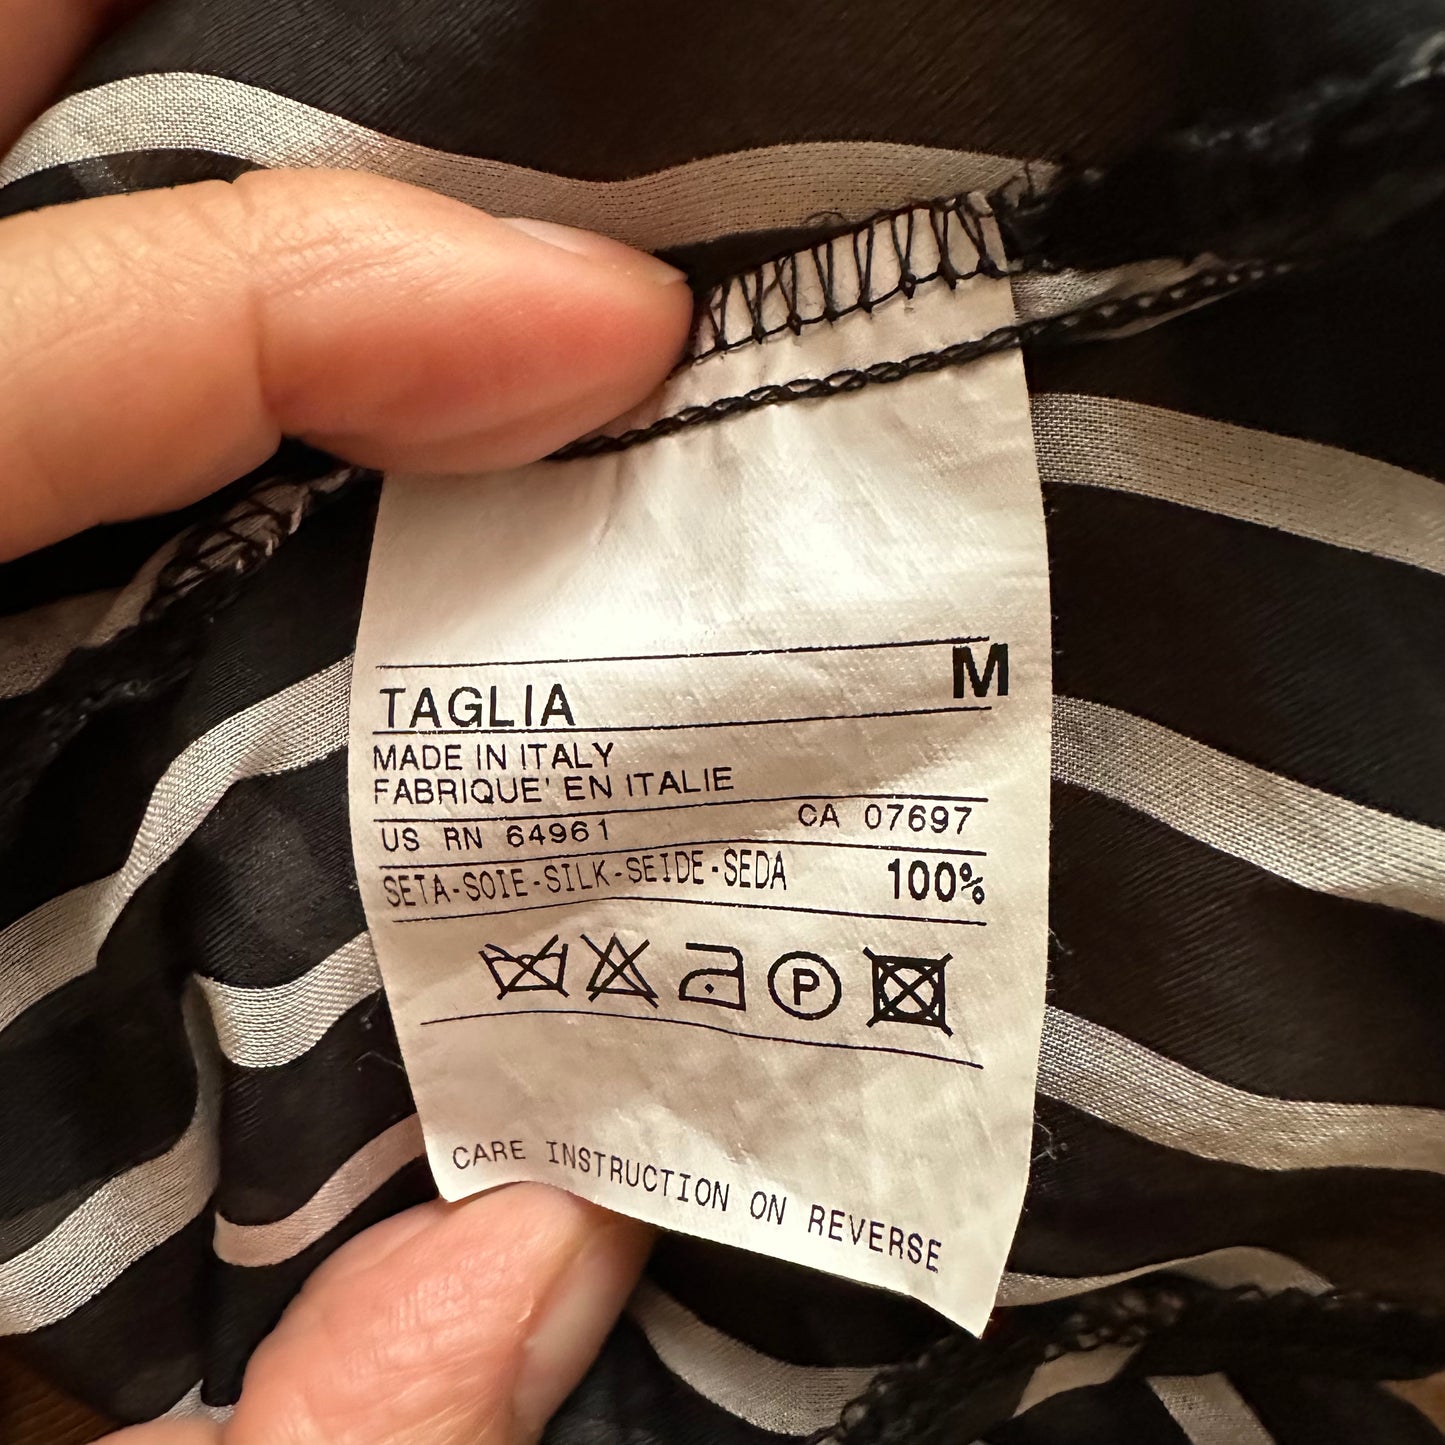 TAGLIA M
MADE IN ITALY
FABRIQUE' EN ITALIE
US RN 64961 CA 07697
SETA-SOIE-SILK-SEIDE-SEDA 100%
P
CARE INSTRUCTION ON REVERSE